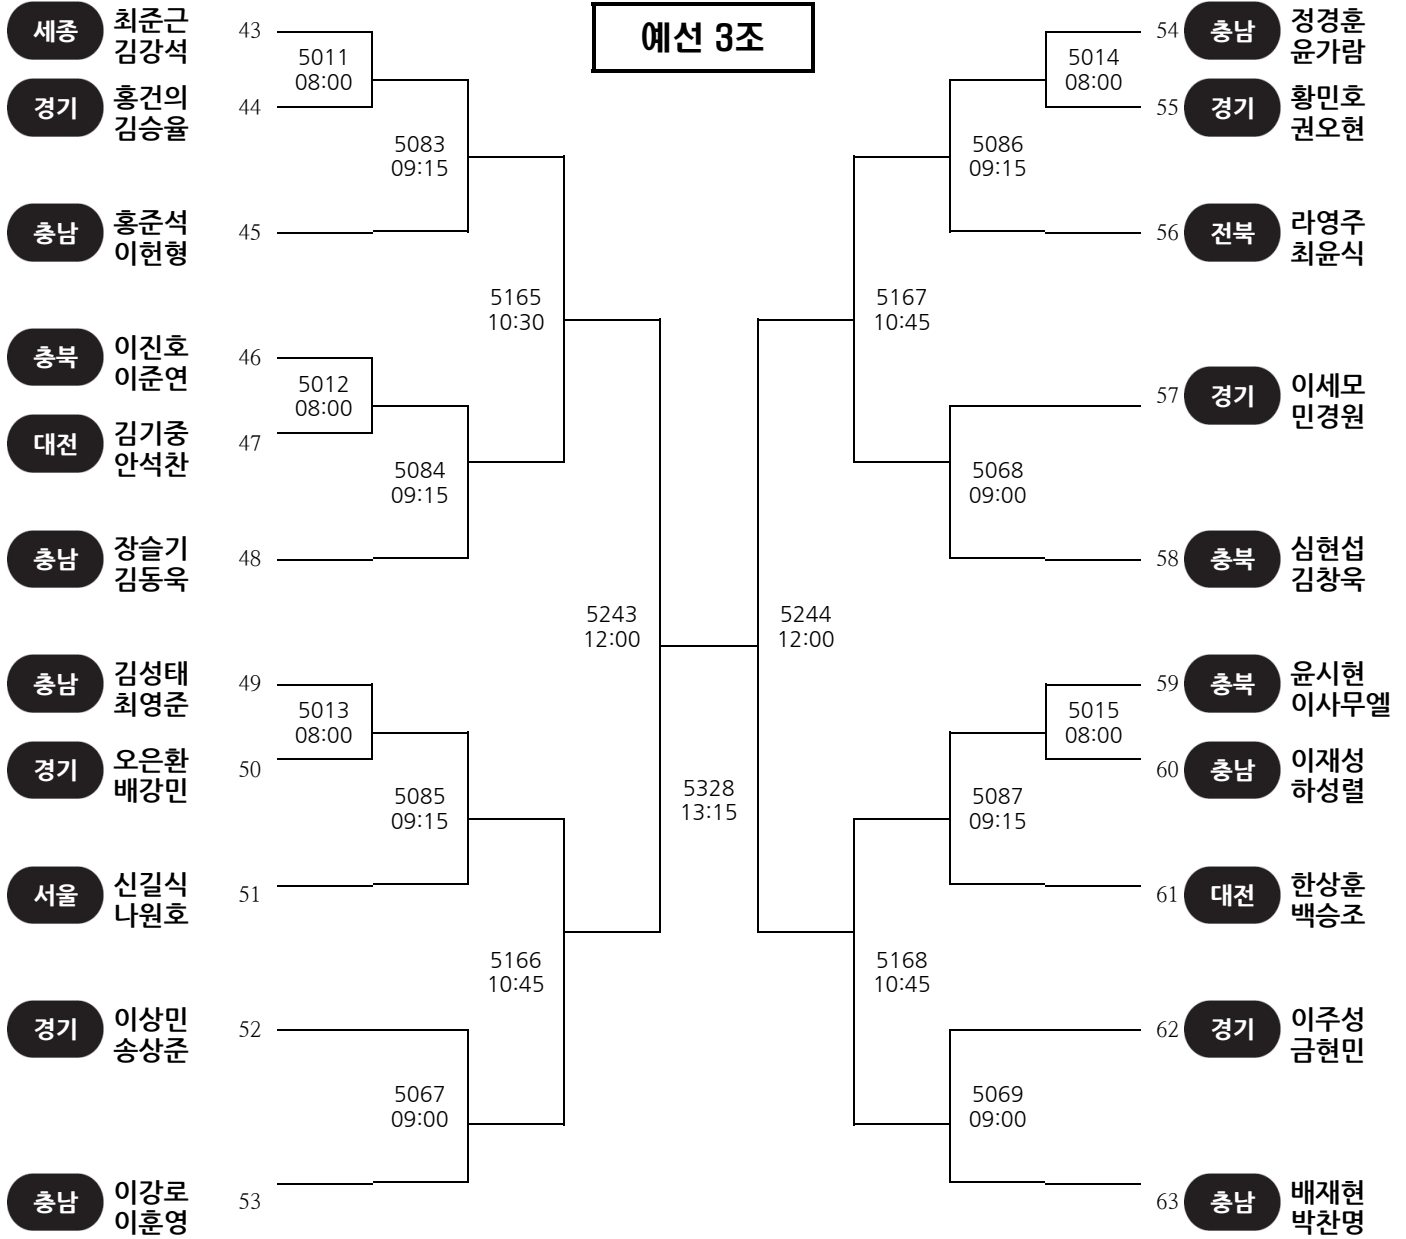 예선 3조
세종
최준근
김강석
43
5011
08:00
경기
홍건의
김승율
44
5083
09:15
충남
홍준석
이헌형
45
5165
10:30
충북
이진호
이준연
46
5012
08:00
대전
김기중
안석찬
47
5084
09:15
충남
장슬기
김동욱
48
5243
12:00
충남
김성태
최영준
49
5013
08:00
경기
오은환
배강민
50
5085
09:15
서울
신길식
나원호
51
5166
10:45
경기
이상민
송상준
52
5067
09:00
충남
이강로
이훈영
53
5328
13:15
54
충남
정경훈
윤가람
5014
08:00
55
경기
황민호
권오현
5086
09:15
56
전북
라영주
최윤식
5167
10:45
57
경기
이세모
민경원
5068
09:00
58
충북
심현섭
김창욱
5244
12:00
59
충북
윤시현
이사무엘
5015
08:00
60
충남
이재성
하성렬
5087
09:15
61
대전
한상훈
백승조
5168
10:45
62
경기
이주성
금현민
5069
09:00
63
충남
배재현
박찬명